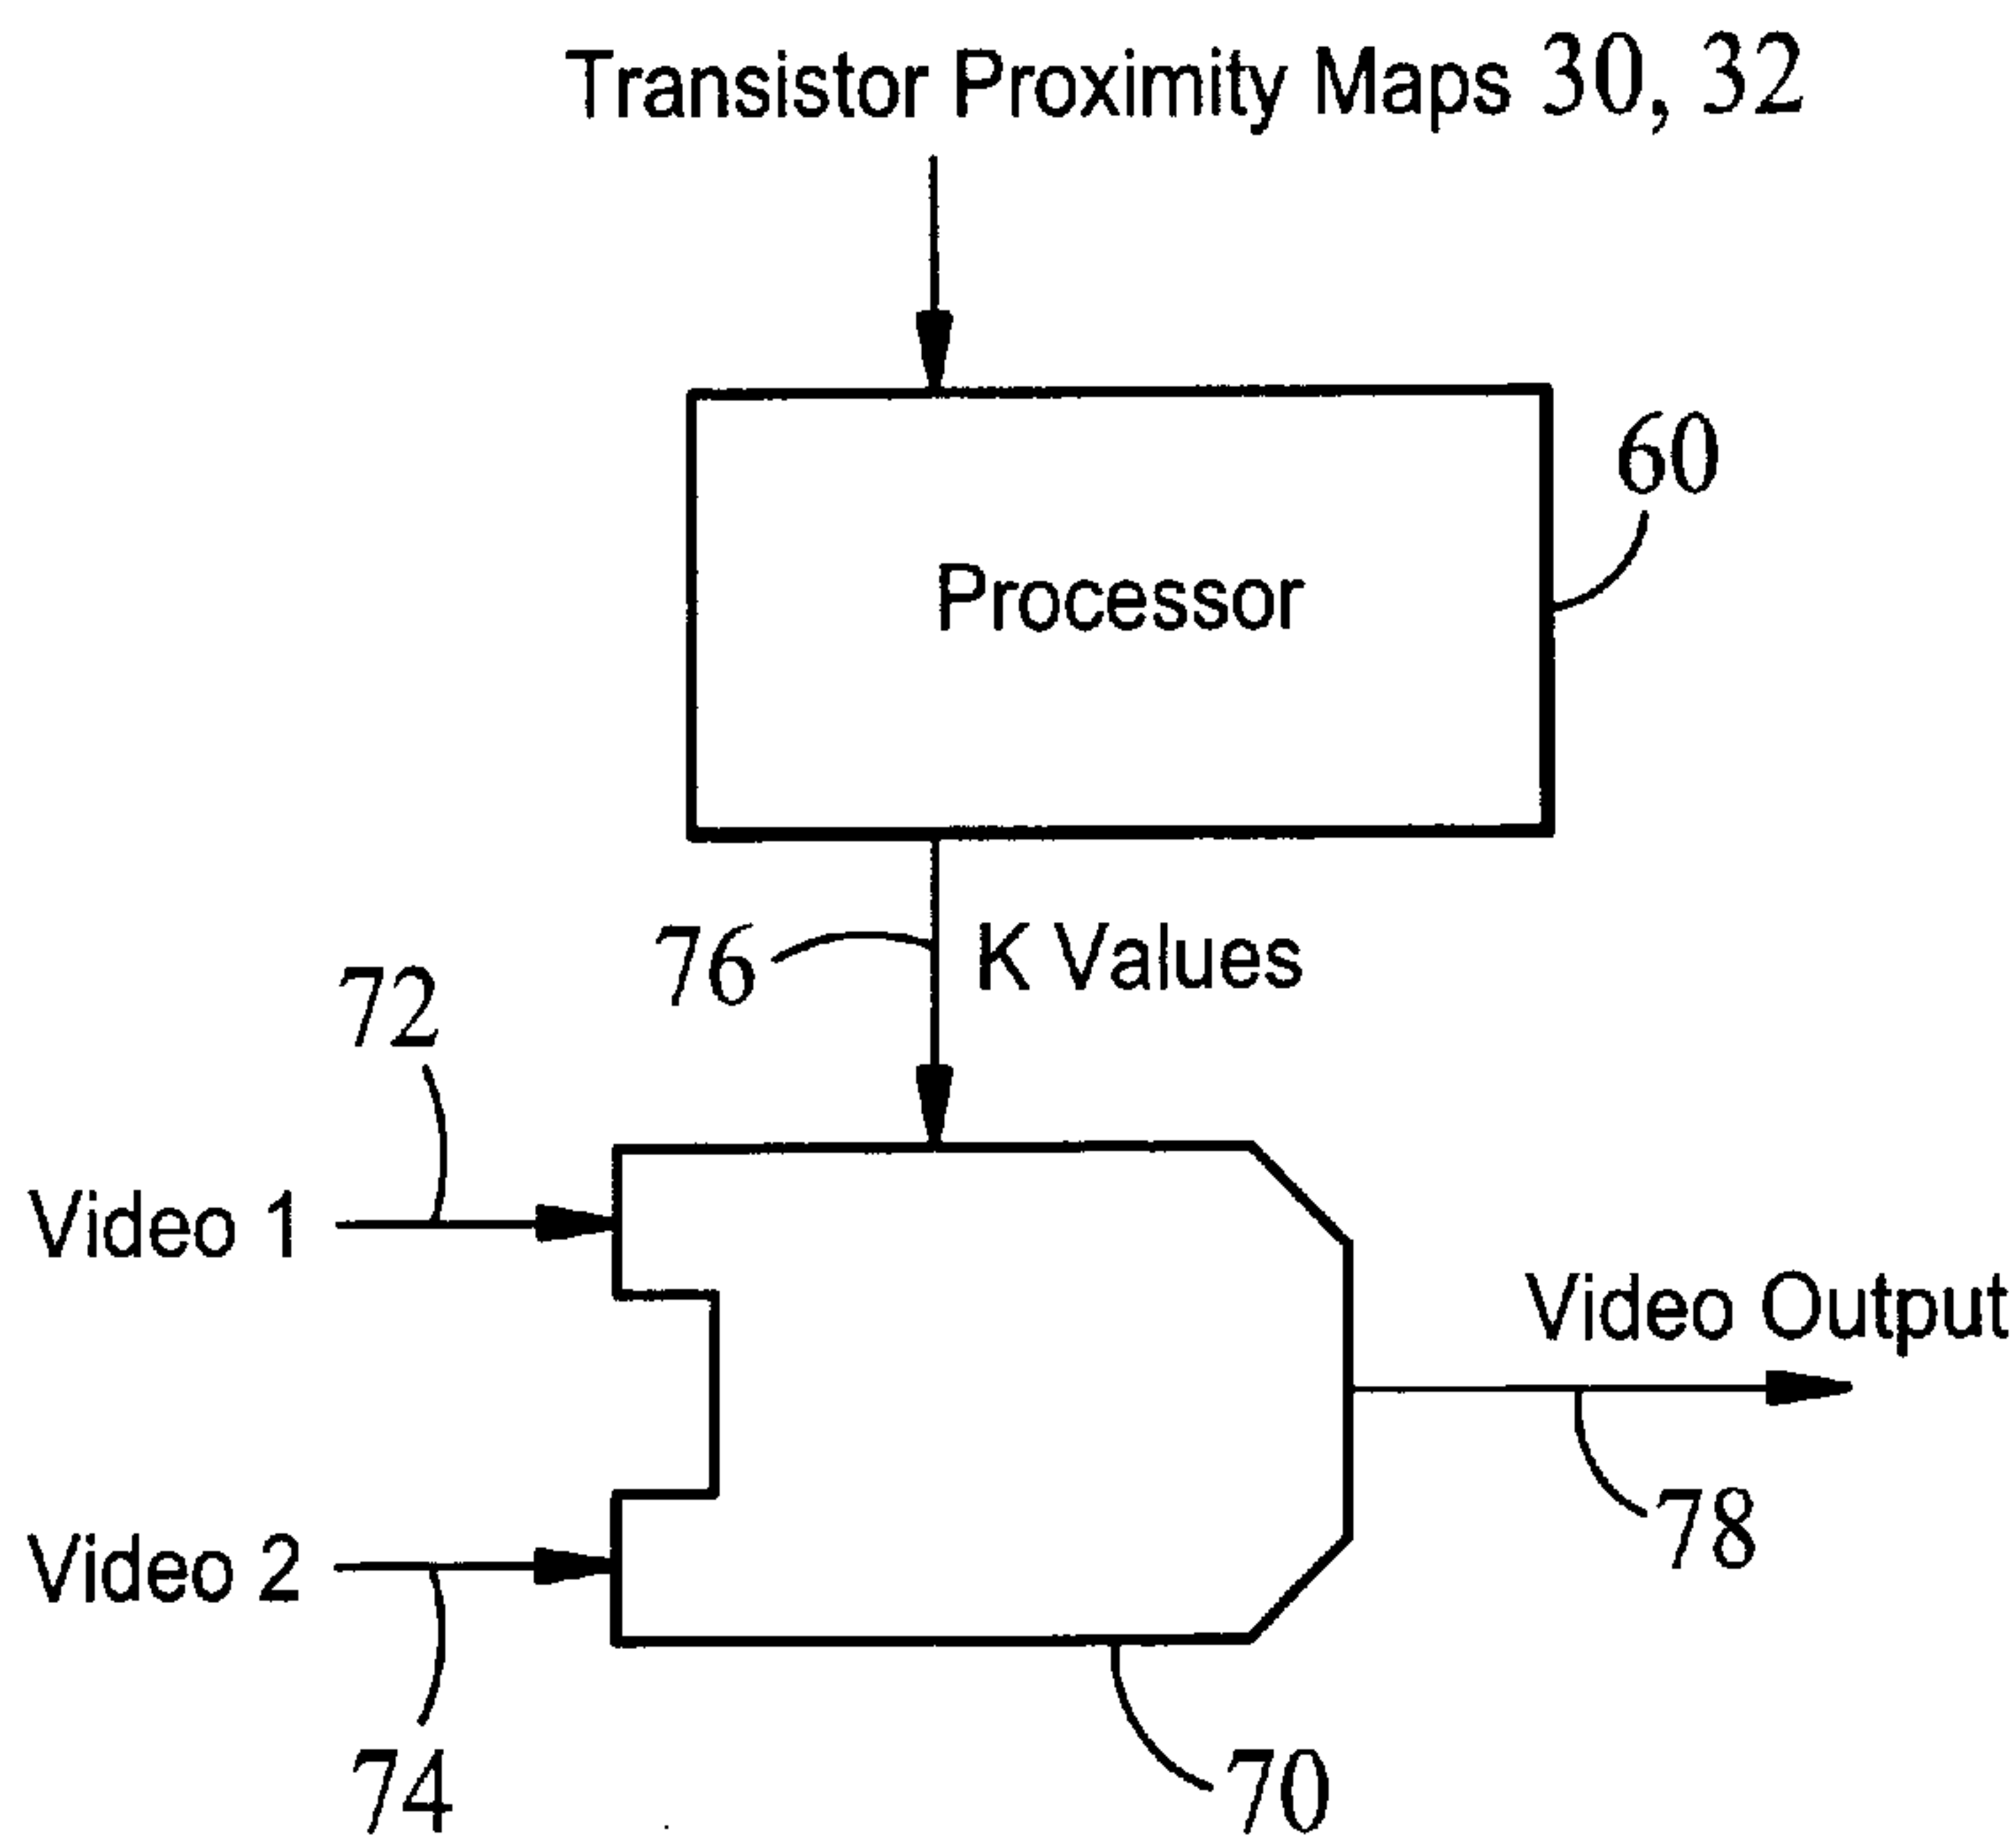 Transistor Proximity Maps 30, 32
60
Processor
76
K Values
72
Video 1
Video Output
78
Video 2
74
70